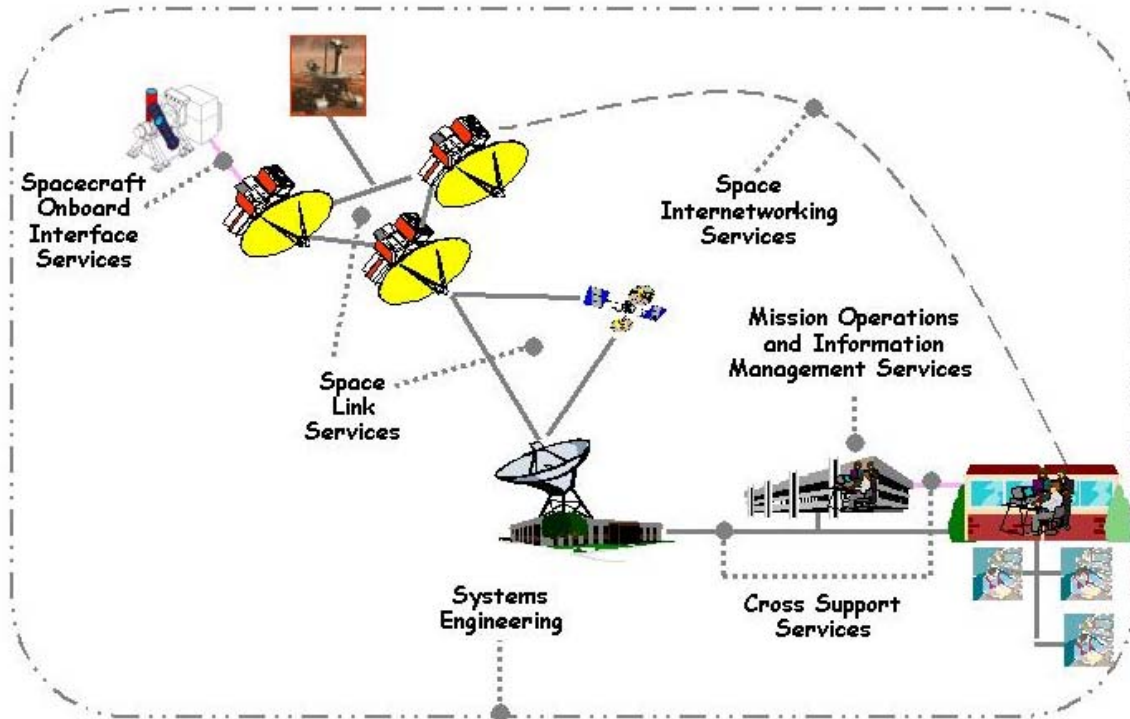 Spacecraft
Onboard
Interface
Services
Space
Internetworking
Services
Mission Operations
and Information
Management Services
Space
Link
Services
Systems
Engineering
Cross Support
Services